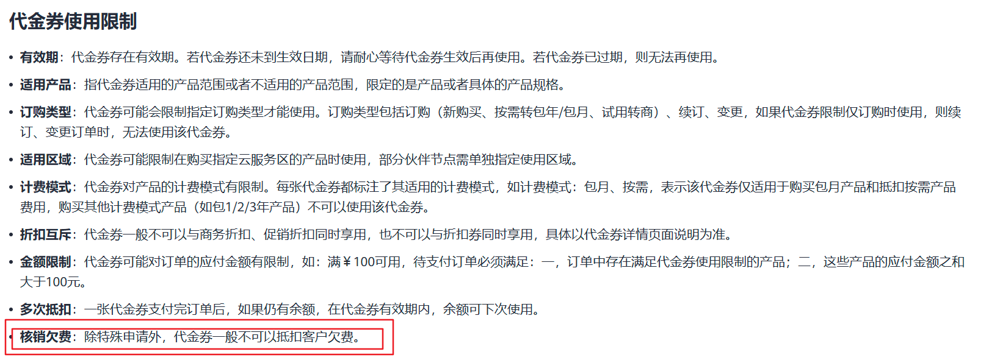 代金券使用限制
• 有效期：代金券存在有效期。若代金券还未到生效日期，请耐心等待代金券生效后再使用。若代金券已过期，则无法再使用。
• 适用产品：指代金券适用的产品范围或者不适用的产品范围，限定的是产品或者具体的产品规格。
• 订购类型：代金券可能会限制指定订购类型才能使用。订购类型包括订购（新购买、按需转包年/包月、试用转商）、续订、变更，如果代金券限制仅订购时使用，则续
订、变更订单时，无法使用该代金券。
• 适用区域：代金券可能限制在购买指定云服务区的产品时使用，部分伙伴节点需单独指定使用区域。
• 计费模式：代金券对产品的计费模式有限制。每张代金券都标注了其适用的计费模式，如计费模式：包月、按需，表示该代金券仅适用于购买包月产品和抵扣按需产品
费用，购买其他计费模式产品（如包1/2/3年产品）不可以使用该代金券。
• 折扣互斥：代金券一般不可以与商务折扣、促销折扣同时享用，也不可以与折扣券同时享用，具体以代金券详情页面说明为准。
• 金额限制：代金券可能对订单的应付金额有限制，如：满￥100可用，待支付订单必须满足：一，订单中存在满足代金券使用限制的产品；二，这些产品的应付金额之和
大于100元。
• 多次抵扣：一张代金券支付完订单后，如果仍有余额，在代金券有效期内，余额可下次使用。
• 核销欠费：除特殊申请外，代金券一般不可以抵扣客户欠费。